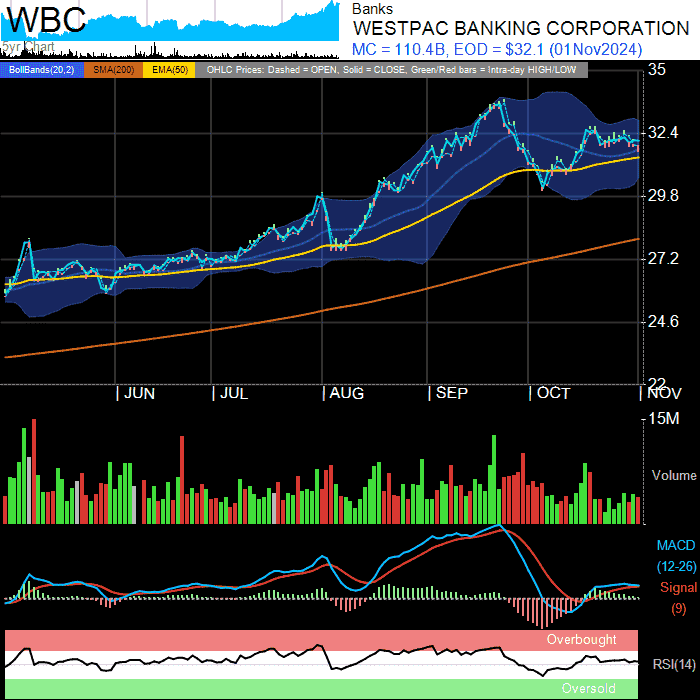 WBC
5yr Chart
Banks
WESTPAC BANKING CORPORATION
MC = 110.4B, EOD = $32.1 (01Nov2024)
BollBands(20,2) SMA(200) EMA(50) OHLC Prices: Dashed = OPEN, Solid = CLOSE, Green/Red bars = Intra-day HIGH/LOW
35
32.4
29.8
27.2
24.6
22
JUN JUL AUG SEP OCT NOV
15M
Volume
MACD
(12-26)
Signal
(9)
Overbought
RSI(14)
Oversold